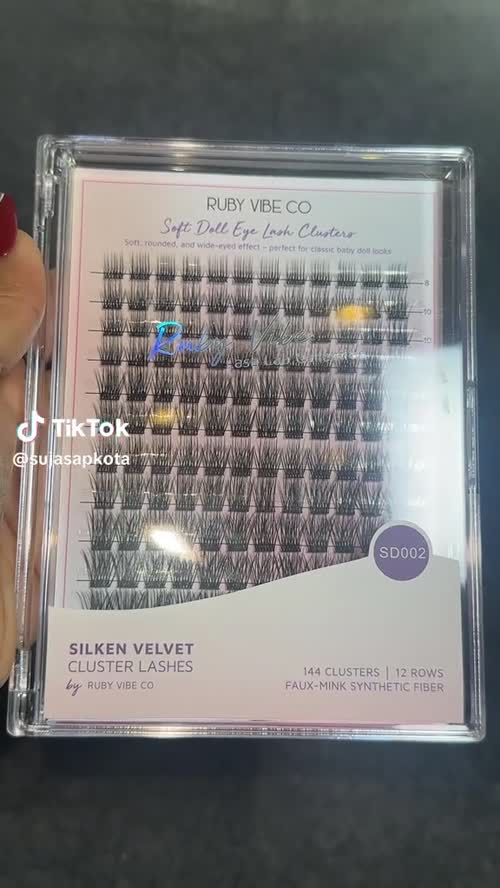 RUBY VIBE CO
Soft Doll Eye Lash Clusters
Soft, rounded, and wide-eyed effect – perfect for classic baby doll looks
8
10
Ruby Vibe
10
TikTok
@sujasapkota
SD002
SILKEN VELVET
CLUSTER LASHES
by RUBY VIBE CO
144 CLUSTERS | 12 ROWS
FAUX-MINK SYNTHETIC FIBER